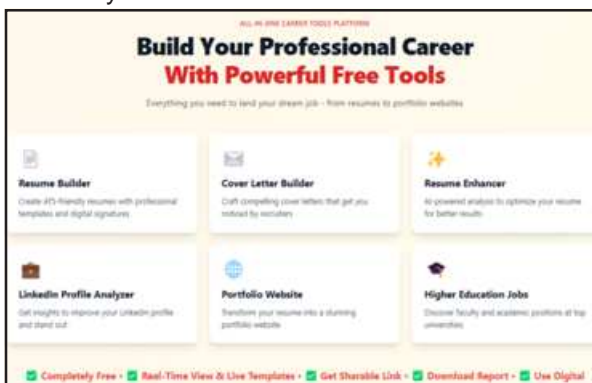 ALL-IN-ONE CAREER TOOLS PLATFORM
Build Your Professional Career
With Powerful Free Tools
Everything you need to land your dream job - from resumes to portfolio websites
Resume Builder
Create ATS-friendly resumes with professional
templates and digital signatures
Cover Letter Builder
Craft compelling cover letters that get you
noticed by recruiters
Resume Enhancer
AI-powered analysis to optimize your resume
for better results
LinkedIn Profile Analyzer
Get insights to improve your LinkedIn profile
and stand out
Portfolio Website
Transform your resume into a stunning
portfolio website
Higher Education Jobs
Discover faculty and academic positions at top
universities
✅ Completely Free • ✅ Real-Time View & Live Templates • ✅ Get Sharable Link • ✅ Download Report • ✅ Use Digital